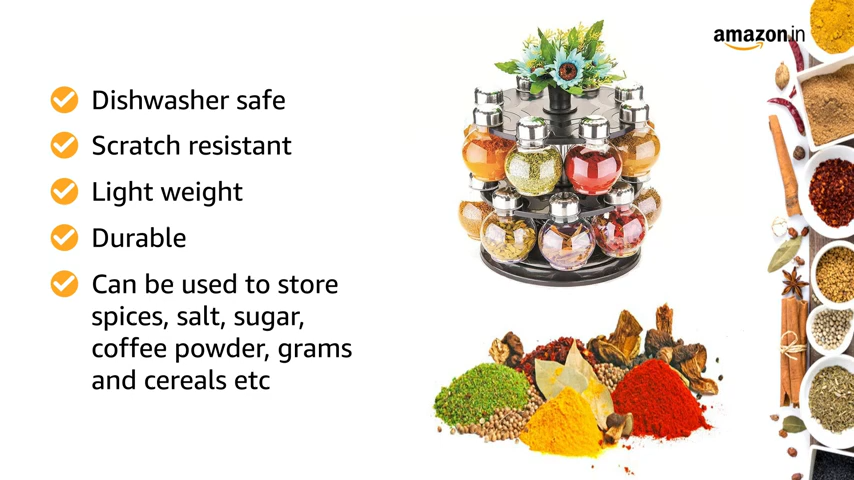 amazon.in
Dishwasher safe
Scratch resistant
Light weight
Durable
Can be used to store
spices, salt, sugar,
coffee powder, grams
and cereals etc